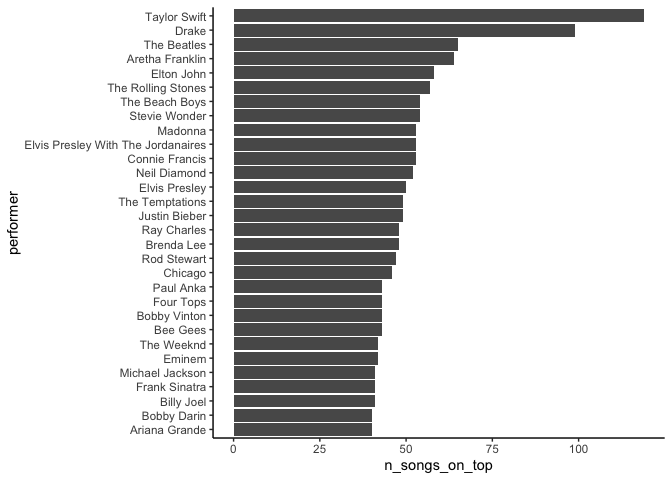 Taylor Swift
Drake
The Beatles
Aretha Franklin
Elton John
The Rolling Stones
The Beach Boys
Stevie Wonder
Madonna
Elvis Presley With The Jordanaires
Connie Francis
Neil Diamond
Elvis Presley
The Temptations
Justin Bieber
Ray Charles
Brenda Lee
Rod Stewart
Chicago
Paul Anka
Four Tops
Bobby Vinton
Bee Gees
The Weeknd
Eminem
Michael Jackson
Frank Sinatra
Billy Joel
Bobby Darin
Ariana Grande
performer
0 25 50 75 100
n_songs_on_top